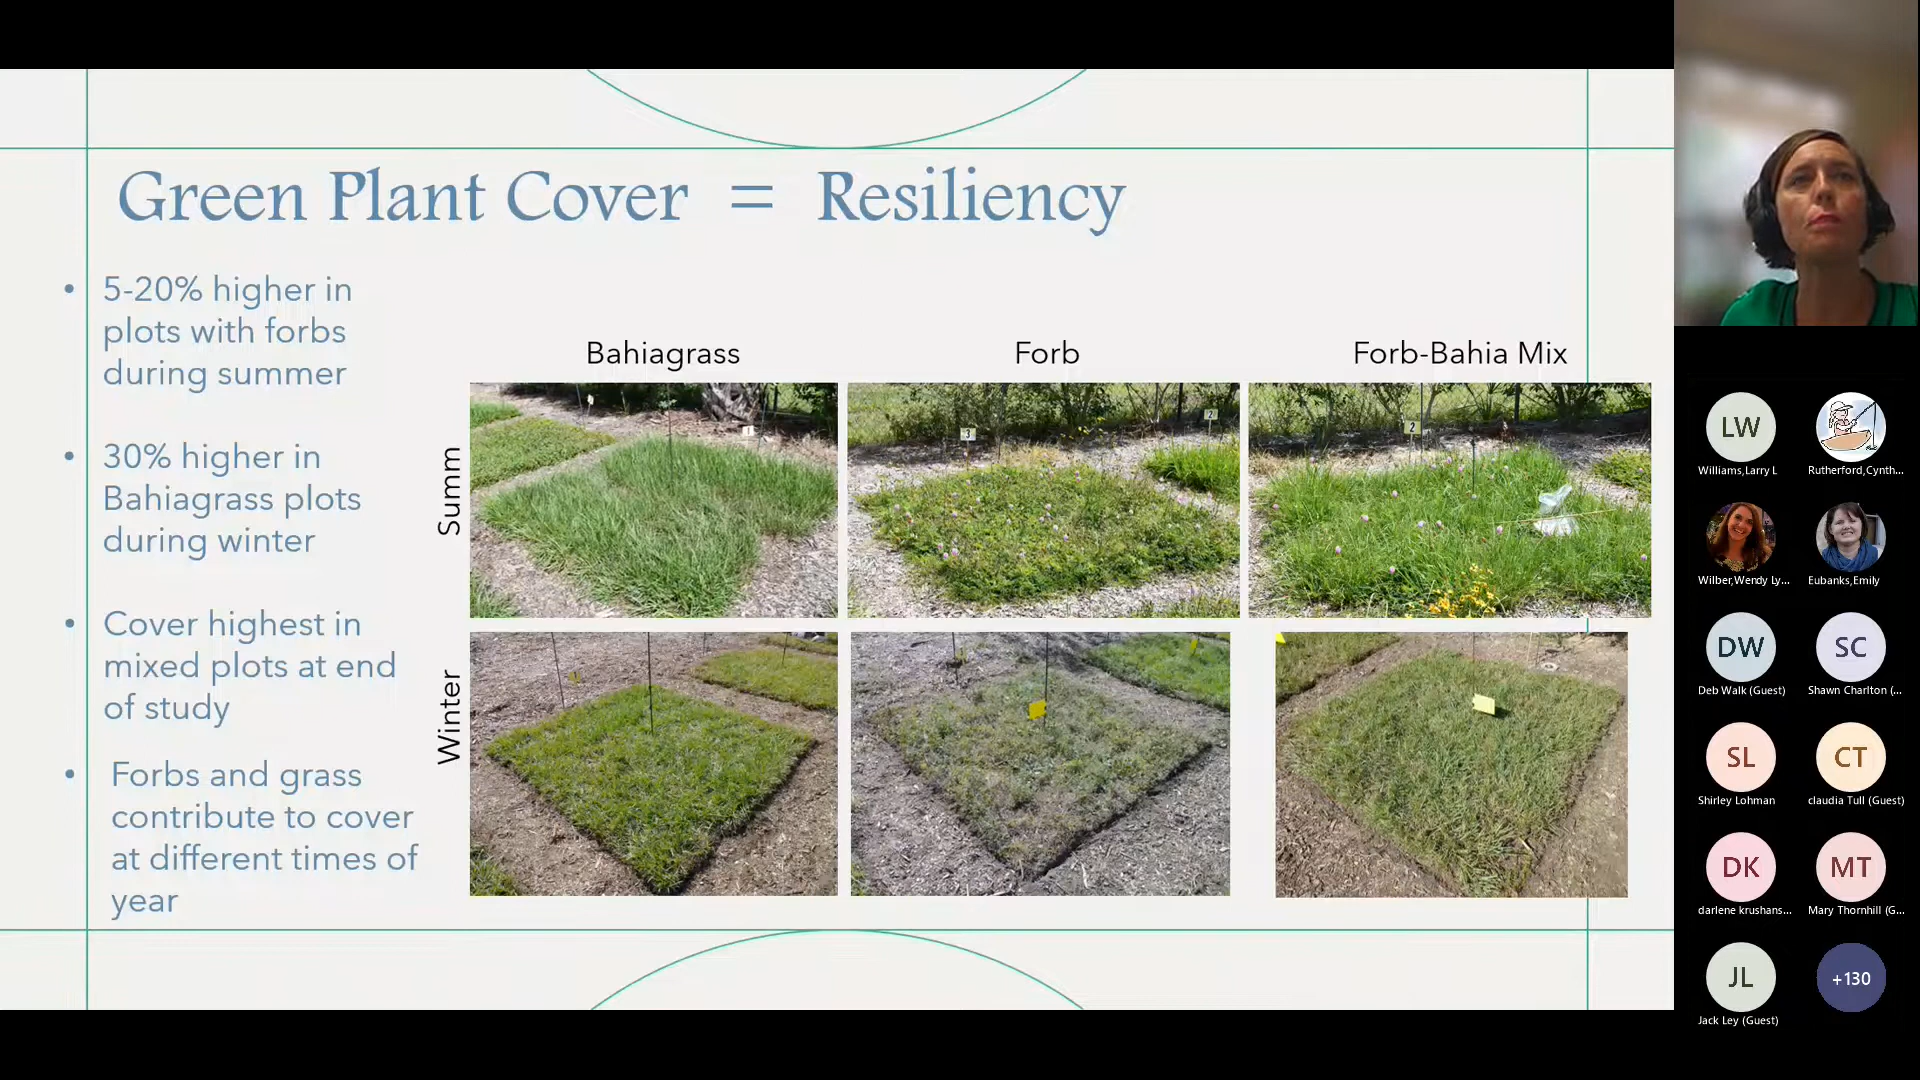 Green Plant Cover = Resiliency
• 5-20% higher in
plots with forbs
during summer
• 30% higher in
Bahiagrass plots
during winter
• Cover highest in
mixed plots at end
of study
• Forbs and grass
contribute to cover
at different times of
year
Bahiagrass
Forb
Forb-Bahia Mix
Summ
1
3
2
2
Winter
LW
Williams,Larry L
Rutherford,Cynth...
Wilber,Wendy Ly...
Eubanks,Emily
DW
Deb Walk (Guest)
SC
Shawn Charlton (...
SL
Shirley Lohman
CT
claudia Tull (Guest)
DK
darlene krushans...
MT
Mary Thornhill (G...
JL
Jack Ley (Guest)
+130